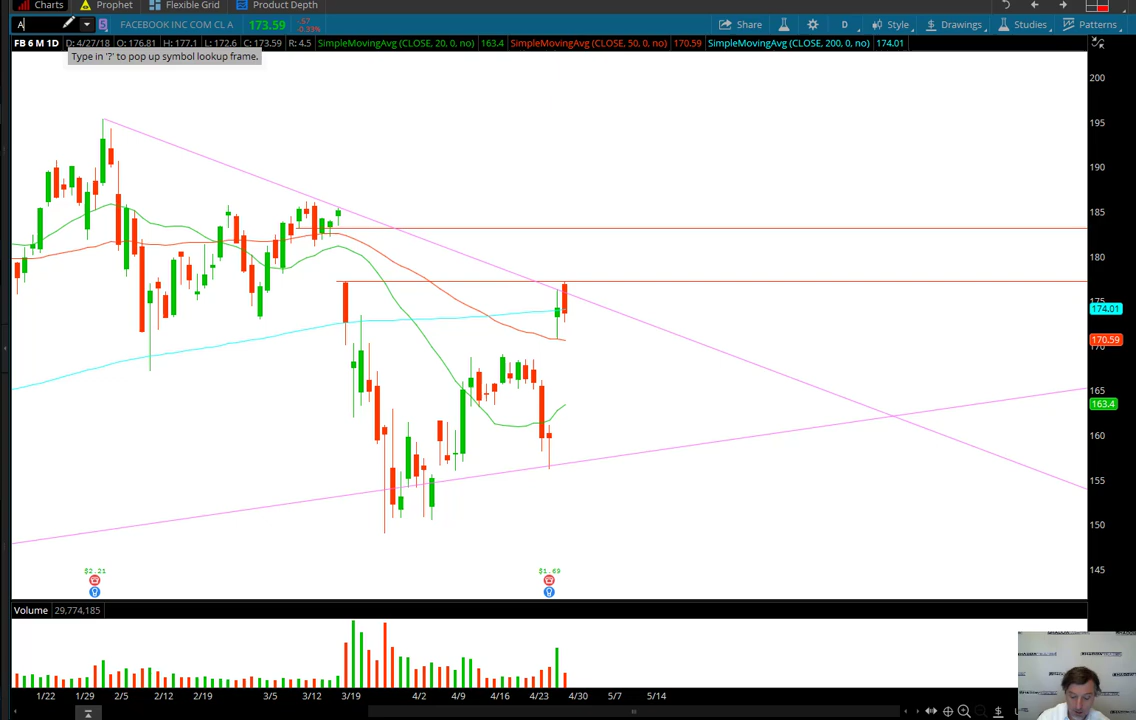 Charts Prophet Flexible Grid Product Depth
A S FACEBOOK INC COM CL A 173.59 -.57 -0.33% Share D Style Drawings Studies Patterns
FB 6 M 1D D: 4/27/18 O: 176.81 H: 177.1 L: 172.6 C: 173.59 R: 4.5 SimpleMovingAvg (CLOSE, 20, 0, no) 163.4 SimpleMovingAvg (CLOSE, 50, 0, no) 170.59 SimpleMovingAvg (CLOSE, 200, 0, no) 174.01
Type in '?' to pop up symbol lookup frame.
200
195
190
185
180
175
174.01
170
170.59
165
163.4
160
155
150
145
$2.21 $1.69
Volume 29,774,185
1/22 1/29 2/5 2/12 2/19 3/5 3/12 3/19 4/2 4/9 4/16 4/23 4/30 5/7 5/14
$